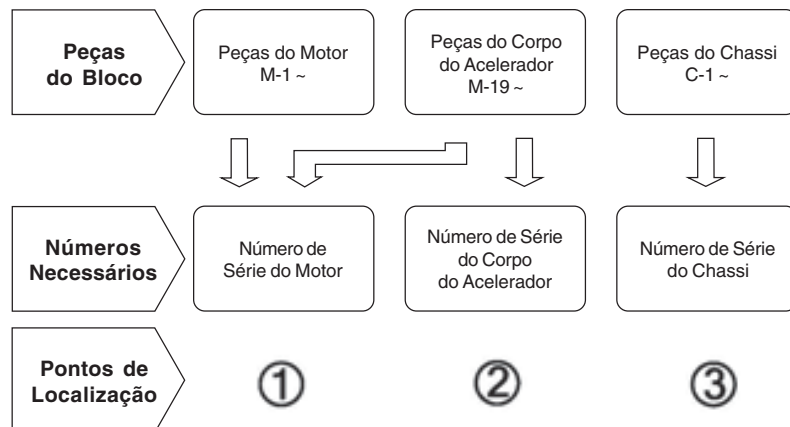 Peças
do Bloco
Peças do Motor
M-1 ~
Peças do Corpo
do Acelerador
M-19 ~
Peças do Chassi
C-1 ~
Números
Necessários
Número de
Série do Motor
Número de Série
do Corpo
do Acelerador
Número de Série
do Chassi
Pontos de
Localização
①
②
③